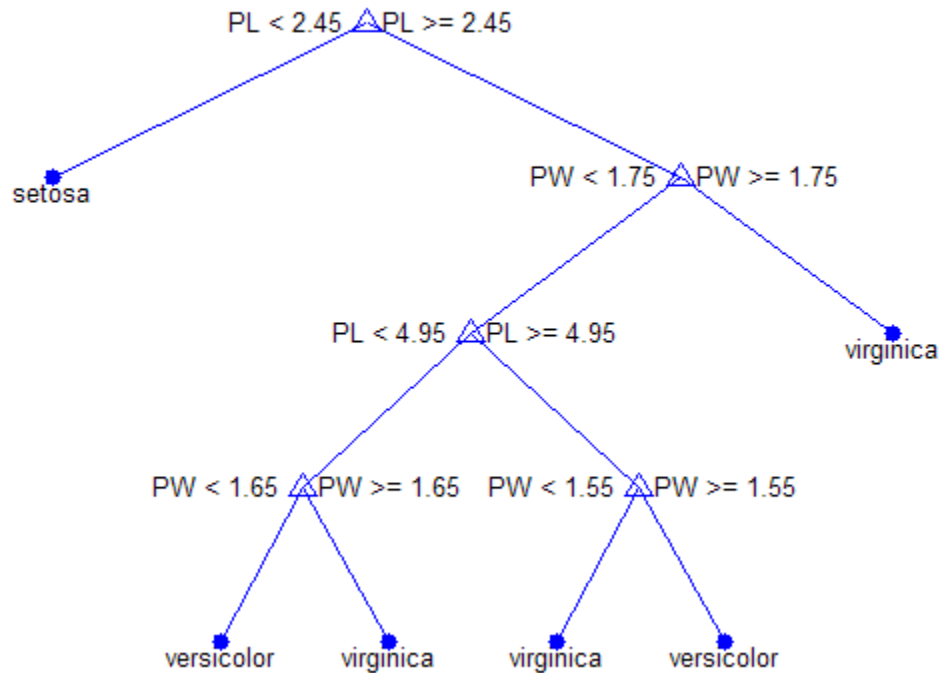 PL < 2.45 PL >= 2.45
setosa
PW < 1.75 PW >= 1.75
PL < 4.95 PL >= 4.95
virginica
PW < 1.65 PW >= 1.65 PW < 1.55 PW >= 1.55
versicolor virginica virginica versicolor